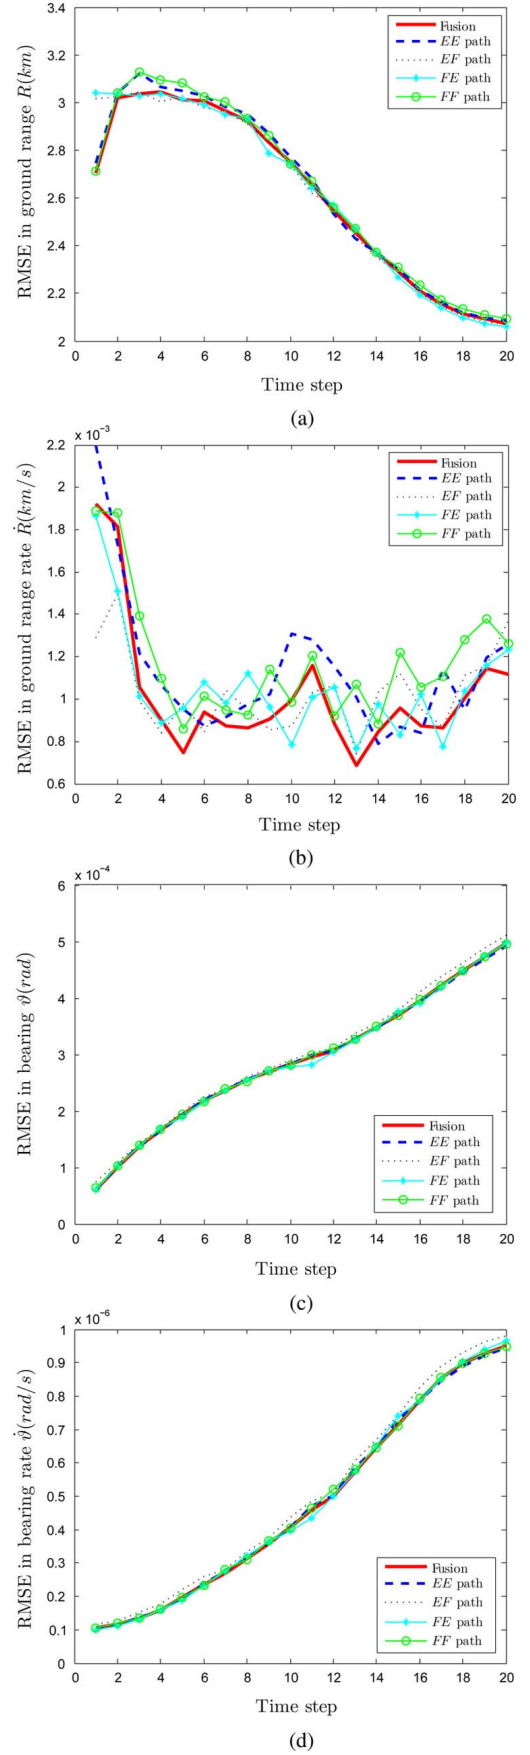 RMSE in ground range R(km)
3.4
3.2
3
2.8
2.6
2.4
2.2
2
0 2 4 6 8 10 12 14 16 18 20
Time step
Fusion
EE path
EF path
FE path
FF path
(a)
x 10⁻³
RMSE in ground range rate Ṙ(km/s)
2.2
2
1.8
1.6
1.4
1.2
1
0.8
0.6
0 2 4 6 8 10 12 14 16 18 20
Time step
Fusion
EE path
EF path
FE path
FF path
(b)
x 10⁻⁴
RMSE in bearing ϑ(rad)
6
5
4
3
2
1
0
0 2 4 6 8 10 12 14 16 18 20
Time step
Fusion
EE path
EF path
FE path
FF path
(c)
x 10⁻⁶
RMSE in bearing rate ϑ̇(rad/s)
1
0.9
0.8
0.7
0.6
0.5
0.4
0.3
0.2
0.1
0
0 2 4 6 8 10 12 14 16 18 20
Time step
Fusion
EE path
EF path
FE path
FF path
(d)